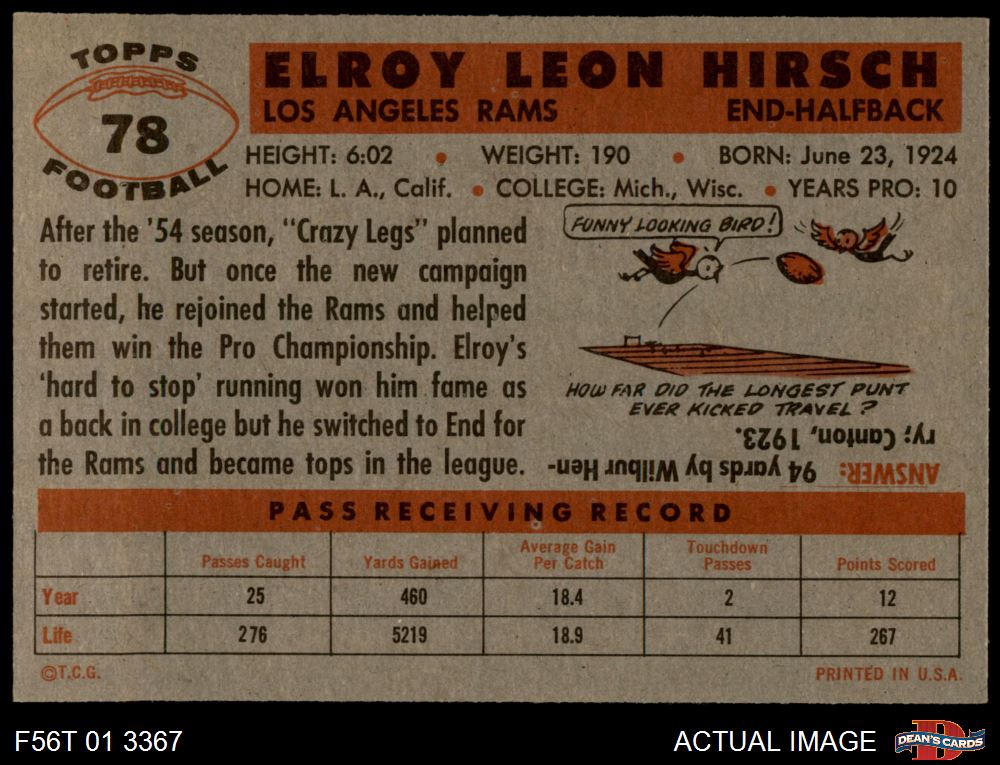 TOPPS
78
FOOTBALL
ELROY LEON HIRSCH
LOS ANGELES RAMS END-HALFBACK
HEIGHT: 6:02 • WEIGHT: 190 • BORN: June 23, 1924
HOME: L. A., Calif. • COLLEGE: Mich., Wisc. • YEARS PRO: 10
After the '54 season, "Crazy Legs" planned
to retire. But once the new campaign
started, he rejoined the Rams and helped
them win the Pro Championship. Elroy's
'hard to stop' running won him fame as
a back in college but he switched to End for
the Rams and became tops in the league.
FUNNY LOOKING BIRD!
HOW FAR DID THE LONGEST PUNT
EVER KICKED TRAVEL?
ANSWER: 94 yards by Wilbur Hen-
ry; Canton, 1923.
PASS RECEIVING RECORD
Passes Caught Yards Gained Average Gain Per Catch Touchdown Passes Points Scored
Year 25 460 18.4 2 12
Life 276 5219 18.9 41 267
©T.C.G. PRINTED IN U.S.A.
F56T 01 3367 ACTUAL IMAGE D DEAN'S CARDS